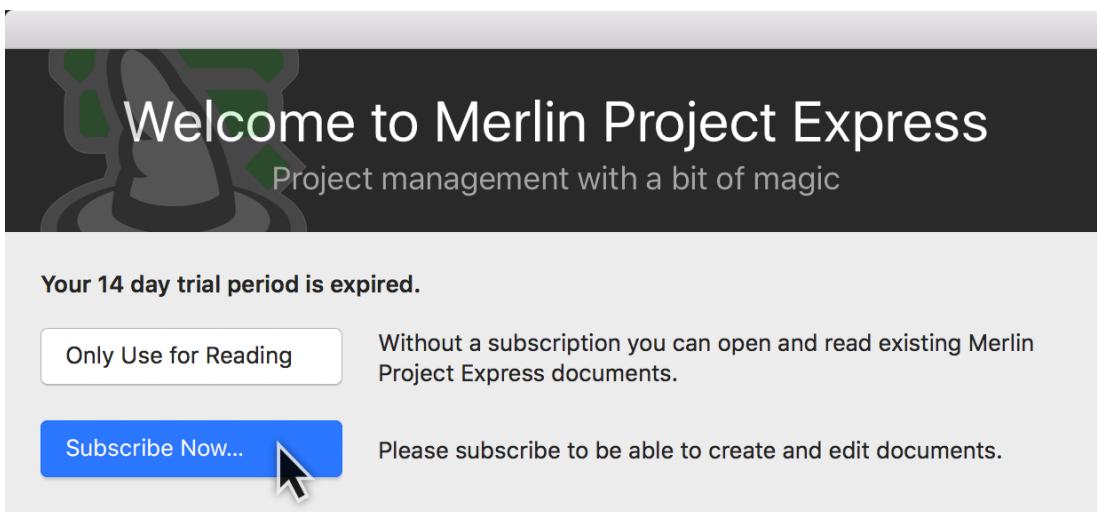 Welcome to Merlin Project Express
Project management with a bit of magic
Your 14 day trial period is expired.
Only Use for Reading
Without a subscription you can open and read existing Merlin
Project Express documents.
Subscribe Now...
Please subscribe to be able to create and edit documents.